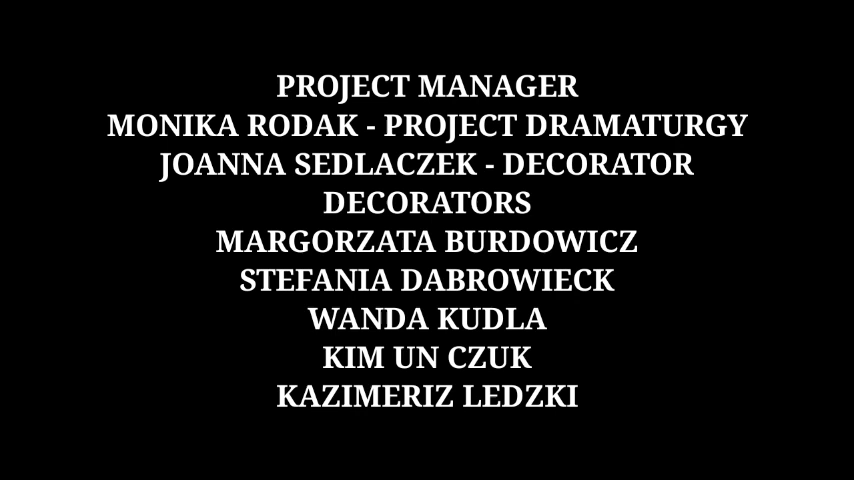 PROJECT MANAGER
MONIKA RODAK - PROJECT DRAMATURGY
JOANNA SEDLACZEK - DECORATOR
DECORATORS
MARGORZATA BURDOWICZ
STEFANIA DABROWIECK
WANDA KUDLA
KIM UN CZUK
KAZIMERIZ LEDZKI